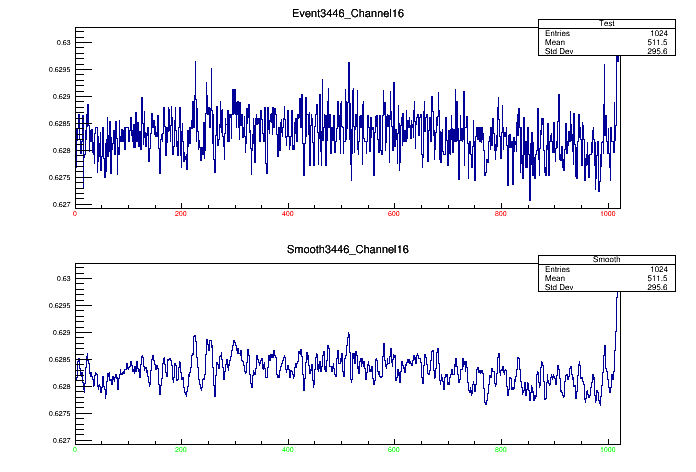 Event3446_Channel16
Test
Entries 1024
Mean 511.5
Std Dev 295.6
0.63
0.6295
0.629
0.6285
0.628
0.6275
0.627
0 200 400 600 800 1000
Smooth3446_Channel16
Smooth
Entries 1024
Mean 511.5
Std Dev 295.6
0.63
0.6295
0.629
0.6285
0.628
0.6275
0.627
0 200 400 600 800 1000